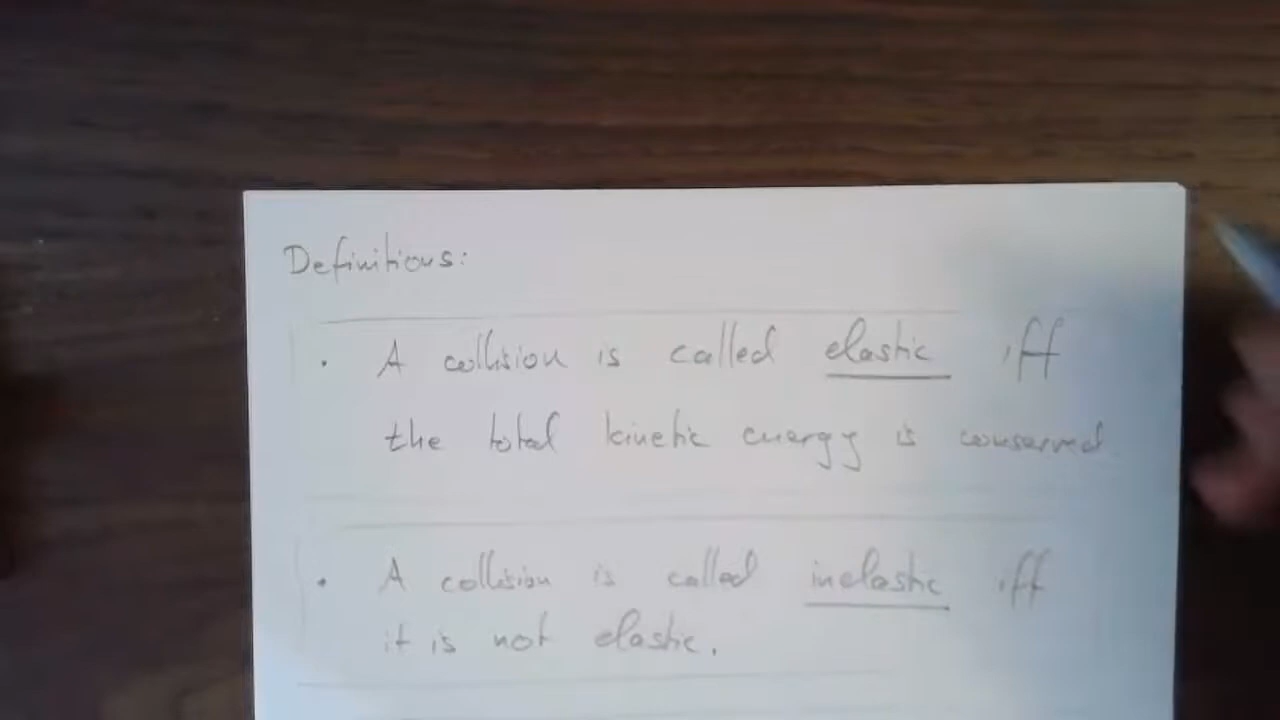 Definitions:
· A collision is called elastic iff
the total kinetic energy is conserved
· A collision is called inelastic iff
it is not elastic.